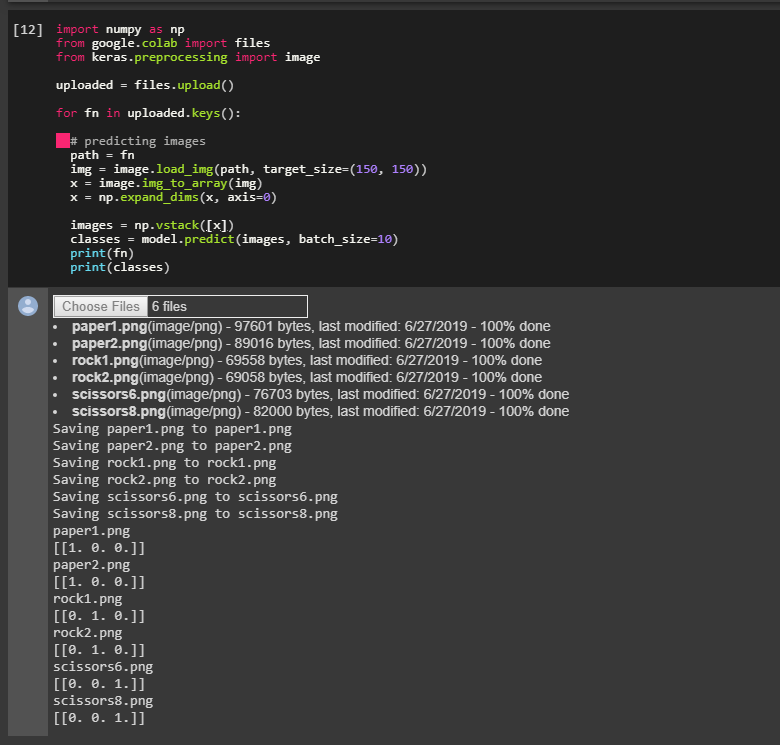 [12] import numpy as np
from google.colab import files
from keras.preprocessing import image
uploaded = files.upload()
for fn in uploaded.keys():
# predicting images
path = fn
img = image.load_img(path, target_size=(150, 150))
x = image.img_to_array(img)
x = np.expand_dims(x, axis=0)
images = np.vstack([x])
classes = model.predict(images, batch_size=10)
print(fn)
print(classes)
Choose Files 6 files
• paper1.png(image/png) - 97601 bytes, last modified: 6/27/2019 - 100% done
• paper2.png(image/png) - 89016 bytes, last modified: 6/27/2019 - 100% done
• rock1.png(image/png) - 69558 bytes, last modified: 6/27/2019 - 100% done
• rock2.png(image/png) - 69058 bytes, last modified: 6/27/2019 - 100% done
• scissors6.png(image/png) - 76703 bytes, last modified: 6/27/2019 - 100% done
• scissors8.png(image/png) - 82000 bytes, last modified: 6/27/2019 - 100% done
Saving paper1.png to paper1.png
Saving paper2.png to paper2.png
Saving rock1.png to rock1.png
Saving rock2.png to rock2.png
Saving scissors6.png to scissors6.png
Saving scissors8.png to scissors8.png
paper1.png
[[1. 0. 0.]]
paper2.png
[[1. 0. 0.]]
rock1.png
[[0. 1. 0.]]
rock2.png
[[0. 1. 0.]]
scissors6.png
[[0. 0. 1.]]
scissors8.png
[[0. 0. 1.]]